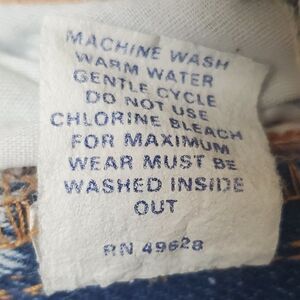 MACHINE WASH
WARM WATER
GENTLE CYCLE
DO NOT USE
CHLORINE BLEACH
FOR MAXIMUM
WEAR MUST BE
WASHED INSIDE
OUT
RN 49628